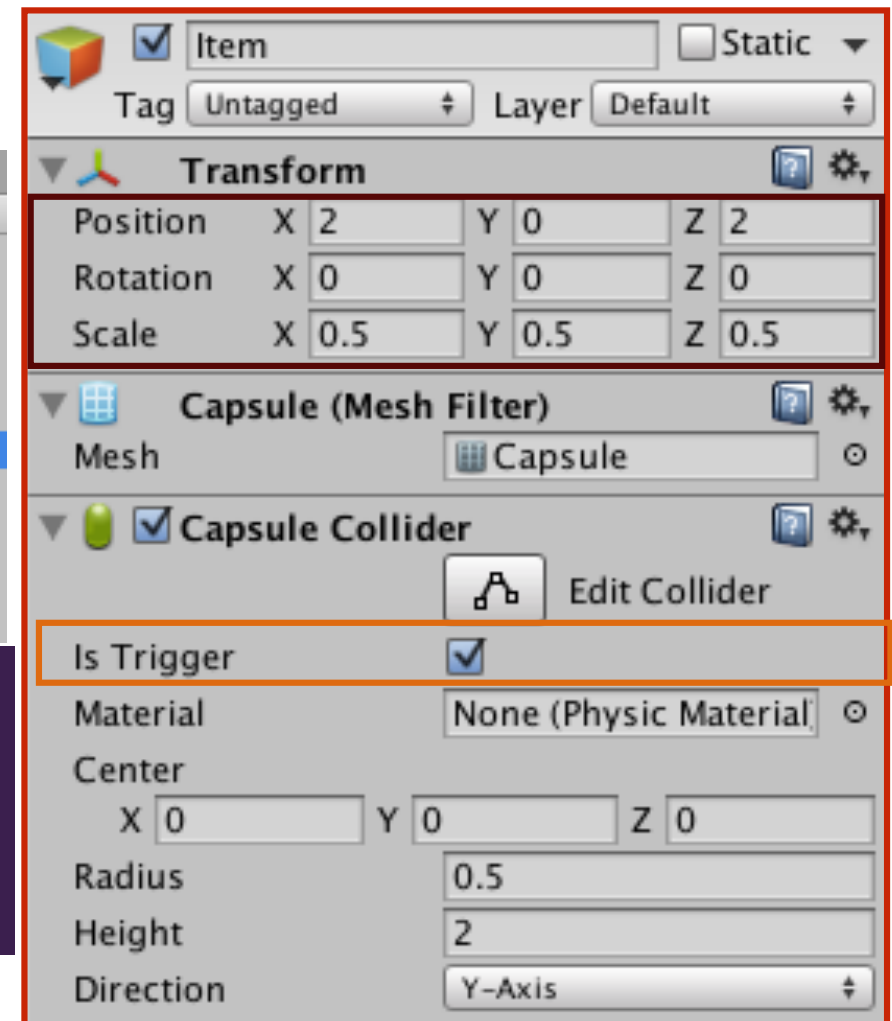 Item Static
Tag Untagged Layer Default
Transform
Position X 2 Y 0 Z 2
Rotation X 0 Y 0 Z 0
Scale X 0.5 Y 0.5 Z 0.5
Capsule (Mesh Filter)
Mesh Capsule
Capsule Collider
Edit Collider
Is Trigger
Material None (Physic Material)
Center
X 0 Y 0 Z 0
Radius 0.5
Height 2
Direction Y-Axis